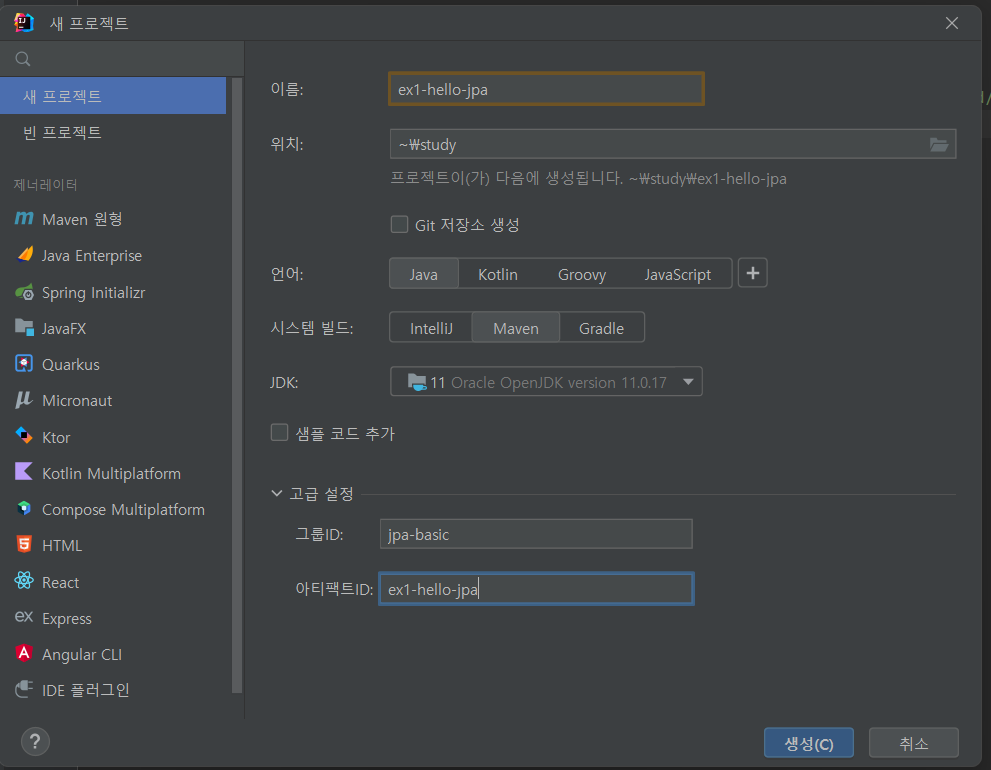 새 프로젝트
새 프로젝트
빈 프로젝트
제너레이터
Maven 원형
Java Enterprise
Spring Initializr
JavaFX
Quarkus
Micronaut
Ktor
Kotlin Multiplatform
Compose Multiplatform
HTML
React
Express
Angular CLI
IDE 플러그인
이름: ex1-hello-jpa
위치: ~₩study
프로젝트이(가) 다음에 생성됩니다. ~₩study₩ex1-hello-jpa
Git 저장소 생성
언어: Java Kotlin Groovy JavaScript +
시스템 빌드: IntelliJ Maven Gradle
JDK: 11 Oracle OpenJDK version 11.0.17
샘플 코드 추가
고급 설정
그룹ID: jpa-basic
아티팩트ID: ex1-hello-jpa
? 생성(C) 취소